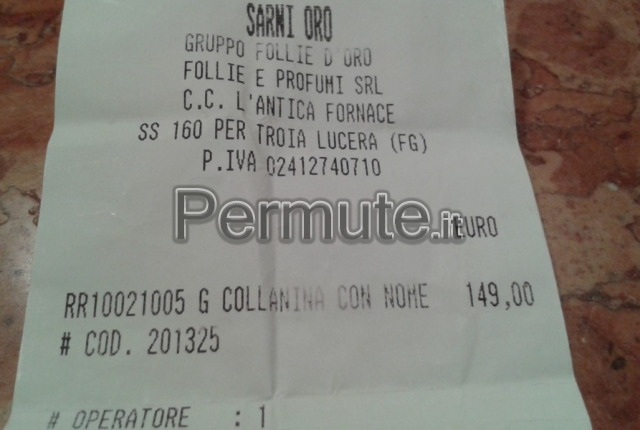 SARNI ORO
GRUPPO FOLLIE D'ORO
FOLLIE E PROFUMI SRL
C.C. L'ANTICA FORNACE
SS 160 PER TROIA LUCERA (FG)
P.IVA 02412740710
Permute.it
EURO
RR10021005 G COLLANINA CON NOME 149,00
# COD. 201325
# OPERATORE : 1